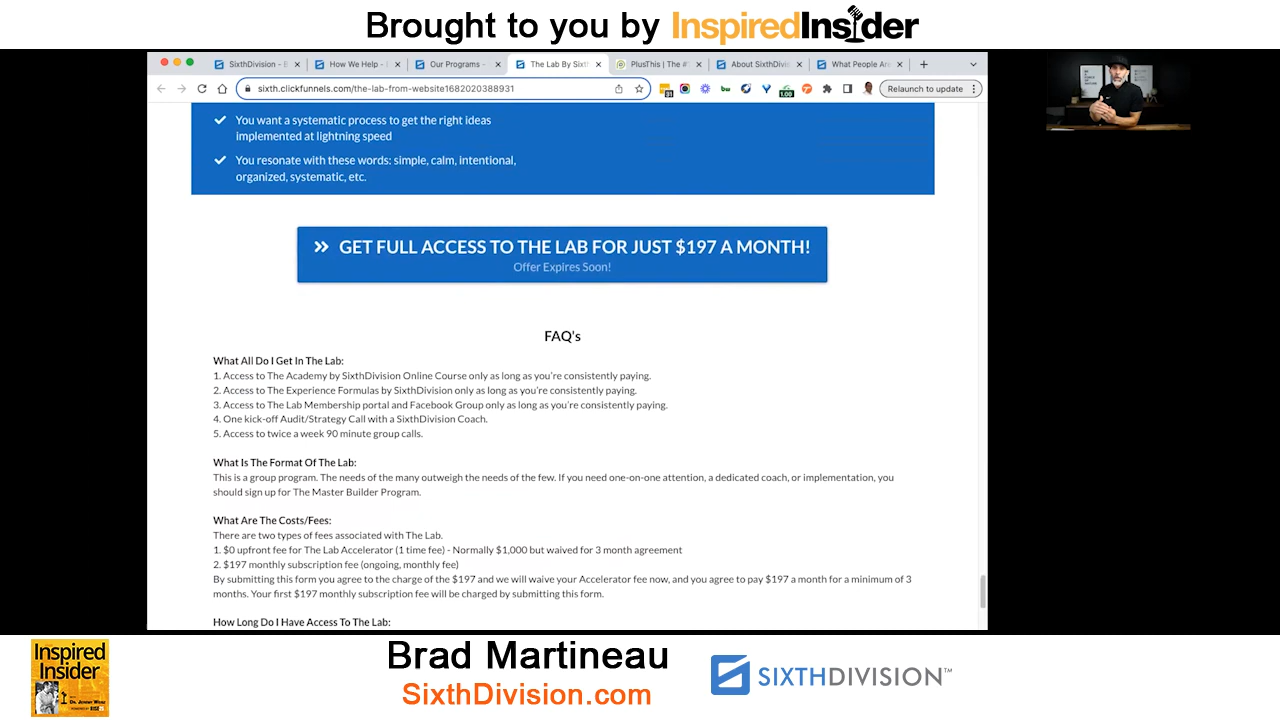 Brought to you by InspiredInsider
SixthDivision - B
How We Help -
Our Programs -
The Lab By Sixt
PlusThis | The #
About SixthDivis
What People Are
sixth.clickfunnels.com/the-lab-from-website1682020388931
Relaunch to update
You want a systematic process to get the right ideas
implemented at lightning speed
You resonate with these words: simple, calm, intentional,
organized, systematic, etc.
GET FULL ACCESS TO THE LAB FOR JUST $197 A MONTH!
Offer Expires Soon!
FAQ's
What All Do I Get In The Lab:
1. Access to The Academy by SixthDivision Online Course only as long as you're consistently paying.
2. Access to The Experience Formulas by SixthDivision only as long as you're consistently paying.
3. Access to The Lab Membership portal and Facebook Group only as long as you're consistently paying.
4. One kick-off Audit/Strategy Call with a SixthDivision Coach.
5. Access to twice a week 90 minute group calls.
What Is The Format Of The Lab:
This is a group program. The needs of the many outweigh the needs of the few. If you need one-on-one attention, a dedicated coach, or implementation, you
should sign up for The Master Builder Program.
What Are The Costs/Fees:
There are two types of fees associated with The Lab.
1. $0 upfront fee for The Lab Accelerator (1 time fee) - Normally $1,000 but waived for 3 month agreement
2. $197 monthly subscription fee (ongoing, monthly fee)
By submitting this form you agree to the charge of the $197 and we will waive your Accelerator fee now, and you agree to pay $197 a month for a minimum of 3
months. Your first $197 monthly subscription fee will be charged by submitting this form.
How Long Do I Have Access To The Lab:
Inspired
Insider
Brad Martineau
SixthDivision.com
SIXTHDIVISION™